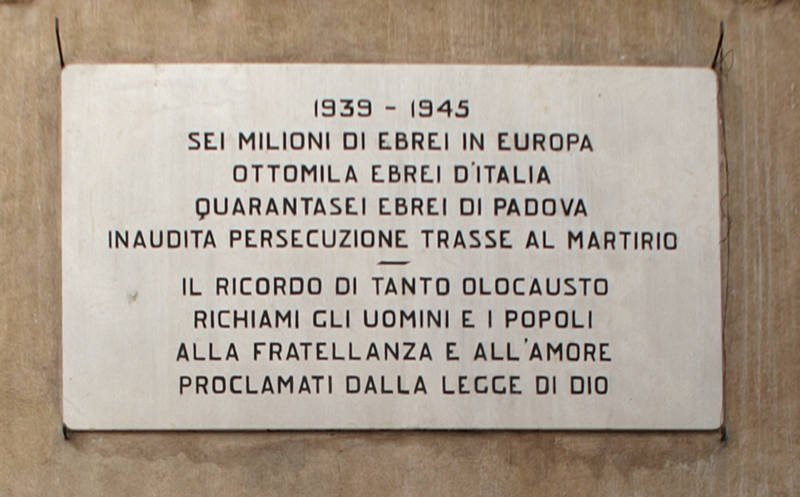 1939 - 1945
SEI MILIONI DI EBREI IN EUROPA
OTTOMILA EBREI D'ITALIA
QUARANTASEI EBREI DI PADOVA
INAUDITA PERSECUZIONE TRASSE AL MARTIRIO
IL RICORDO DI TANTO OLOCAUSTO
RICHIAMI GLI UOMINI E I POPOLI
ALLA FRATELLANZA E ALL'AMORE
PROCLAMATI DALLA LEGGE DI DIO